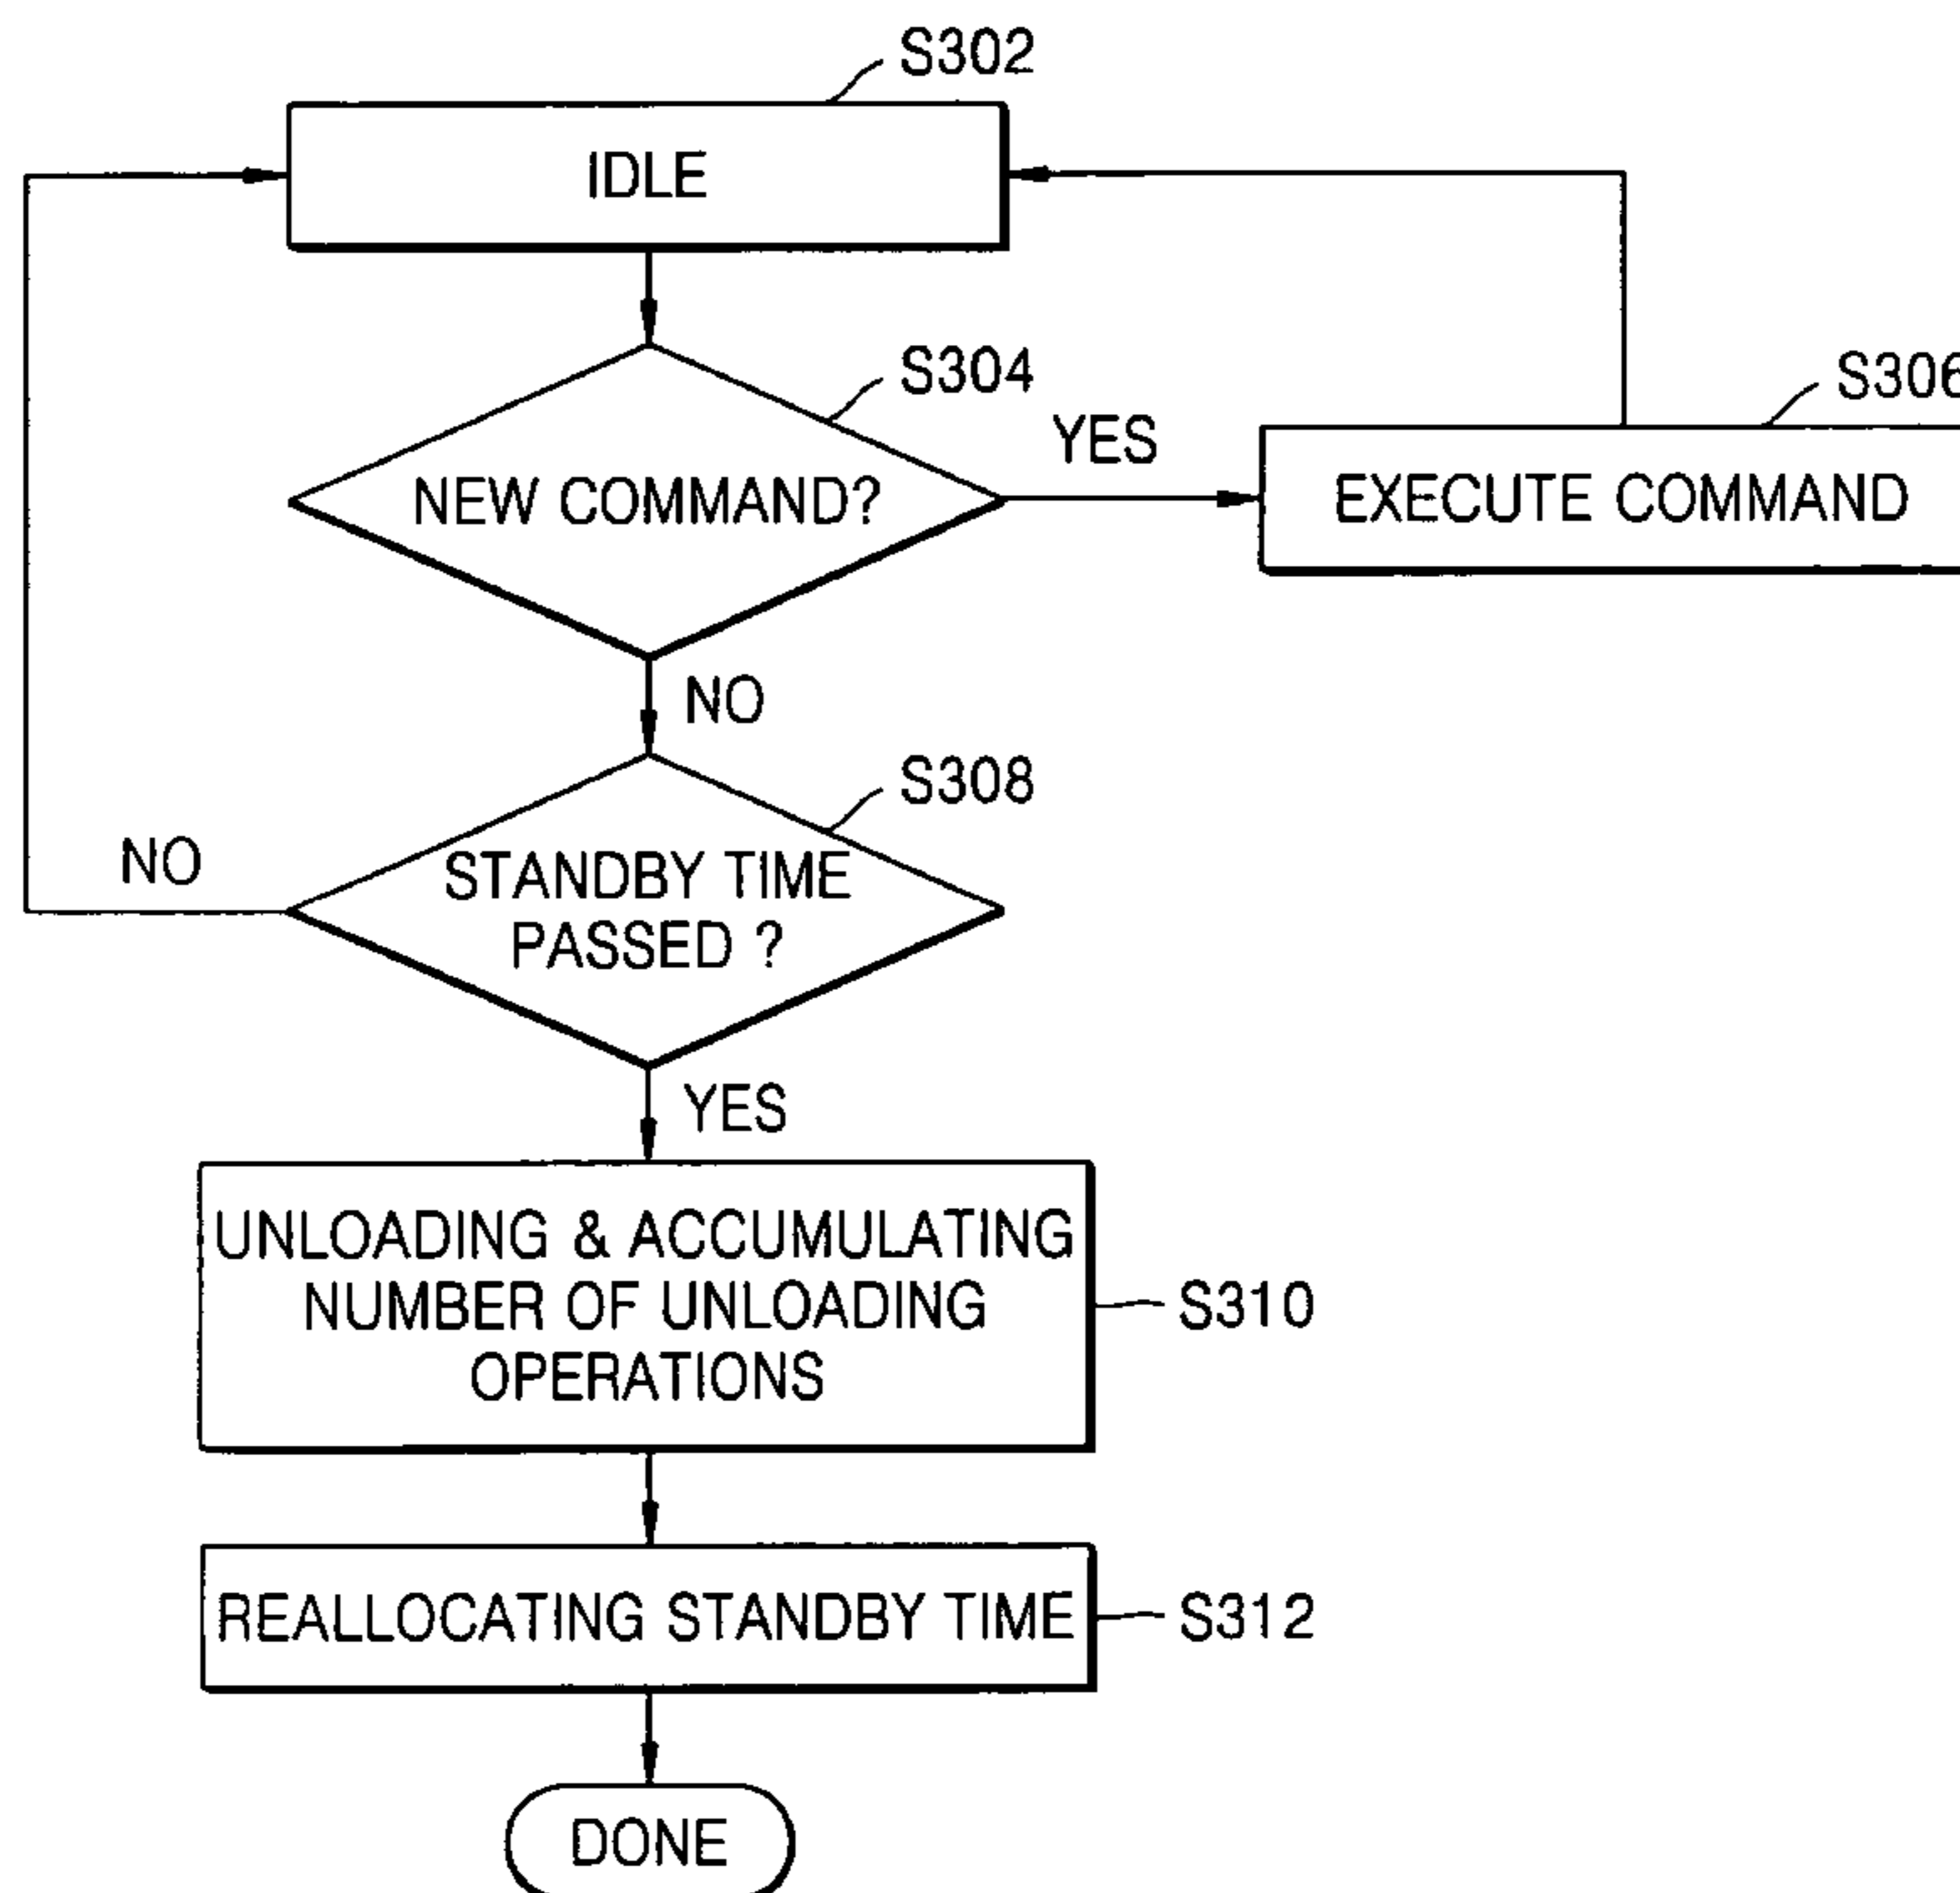 S302
IDLE
S304
YES
S306
NEW COMMAND?
EXECUTE COMMAND
NO
S308
NO
STANDBY TIME
PASSED ?
YES
UNLOADING & ACCUMULATING
NUMBER OF UNLOADING
OPERATIONS
S310
REALLOCATING STANDBY TIME
S312
DONE